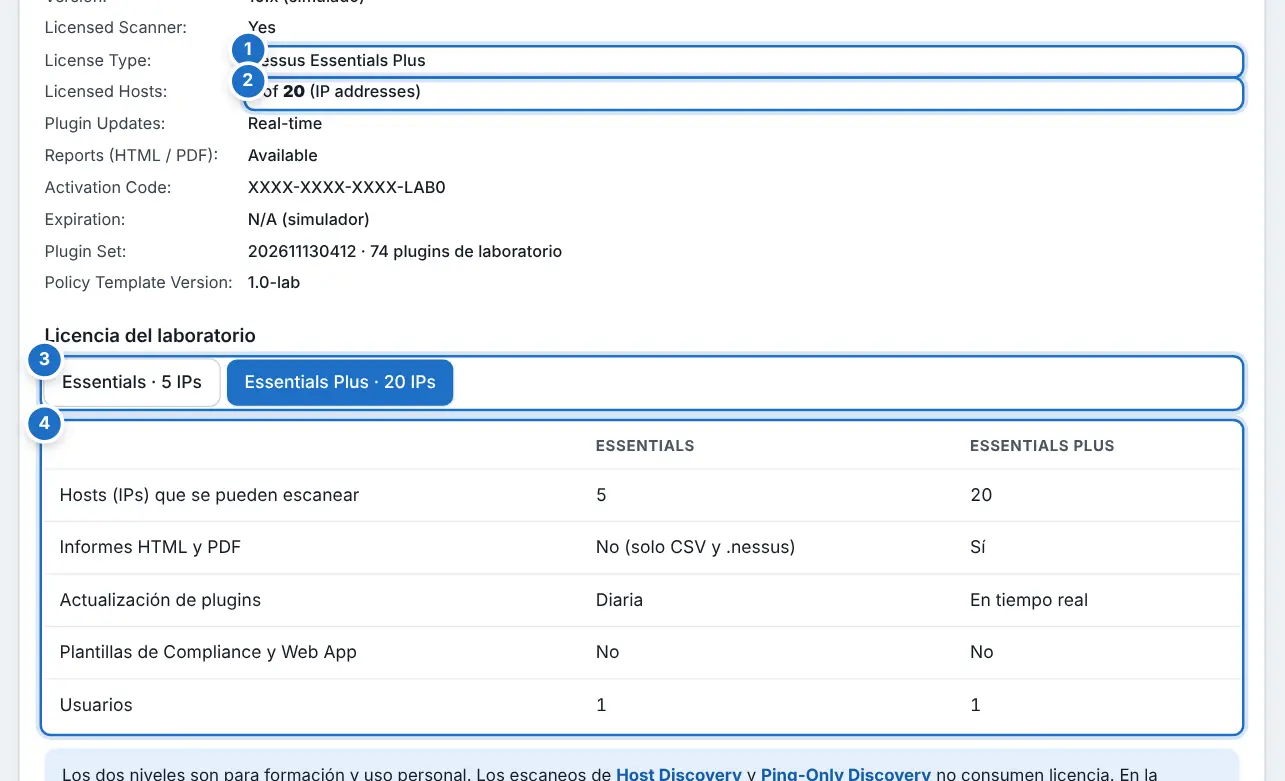 Licensed Scanner: Yes
1
License Type: essus Essentials Plus
2
Licensed Hosts: of 20 (IP addresses)
Plugin Updates: Real-time
Reports (HTML / PDF): Available
Activation Code: XXXX-XXXX-XXXX-LAB0
Expiration: N/A (simulador)
Plugin Set: 202611130412 · 74 plugins de laboratorio
Policy Template Version: 1.0-lab
Licencia del laboratorio
3
Essentials · 5 IPs Essentials Plus · 20 IPs
4
ESSENTIALS ESSENTIALS PLUS
Hosts (IPs) que se pueden escanear 5 20
Informes HTML y PDF No (solo CSV y .nessus) Sí
Actualización de plugins Diaria En tiempo real
Plantillas de Compliance y Web App No No
Usuarios 1 1
Los dos niveles son para formación y uso personal. Los escaneos de Host Discovery y Ping-Only Discovery no consumen licencia. En la